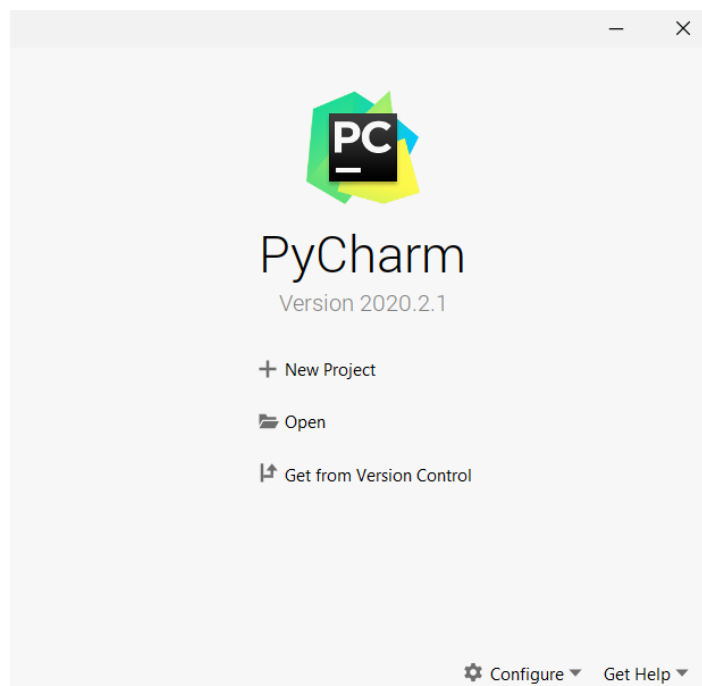 PC
PyCharm
Version 2020.2.1
New Project
Open
Get from Version Control
Configure Get Help